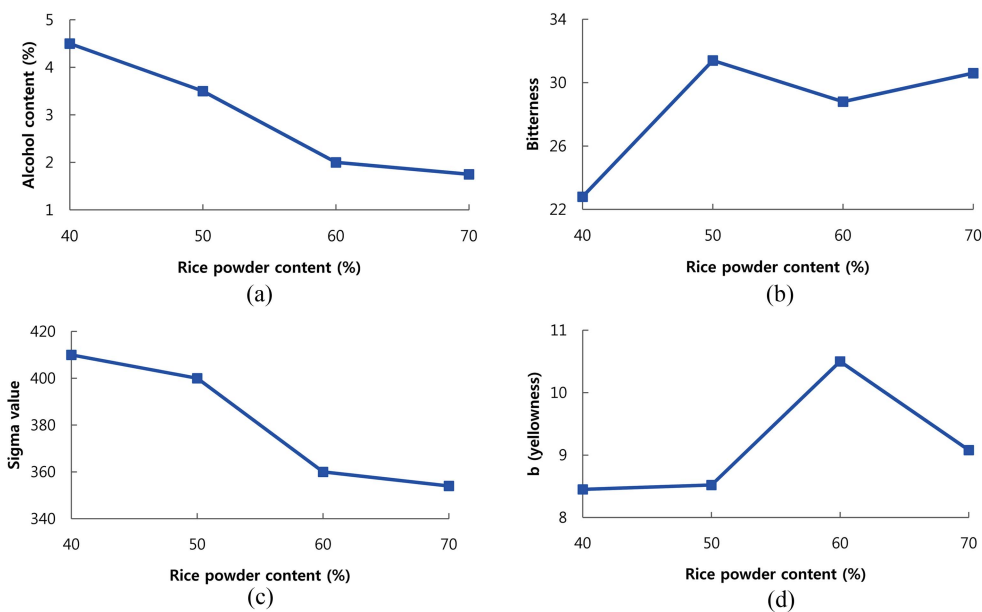 Alcohol content (%)
5
4
3
2
1
40 50 60 70
Rice powder content (%)
(a)
Bitterness
34
30
26
22
40 50 60 70
Rice powder content (%)
(b)
Sigma value
420
400
380
360
340
40 50 60 70
Rice powder content (%)
(c)
b (yellowness)
11
10
9
8
40 50 60 70
Rice powder content (%)
(d)